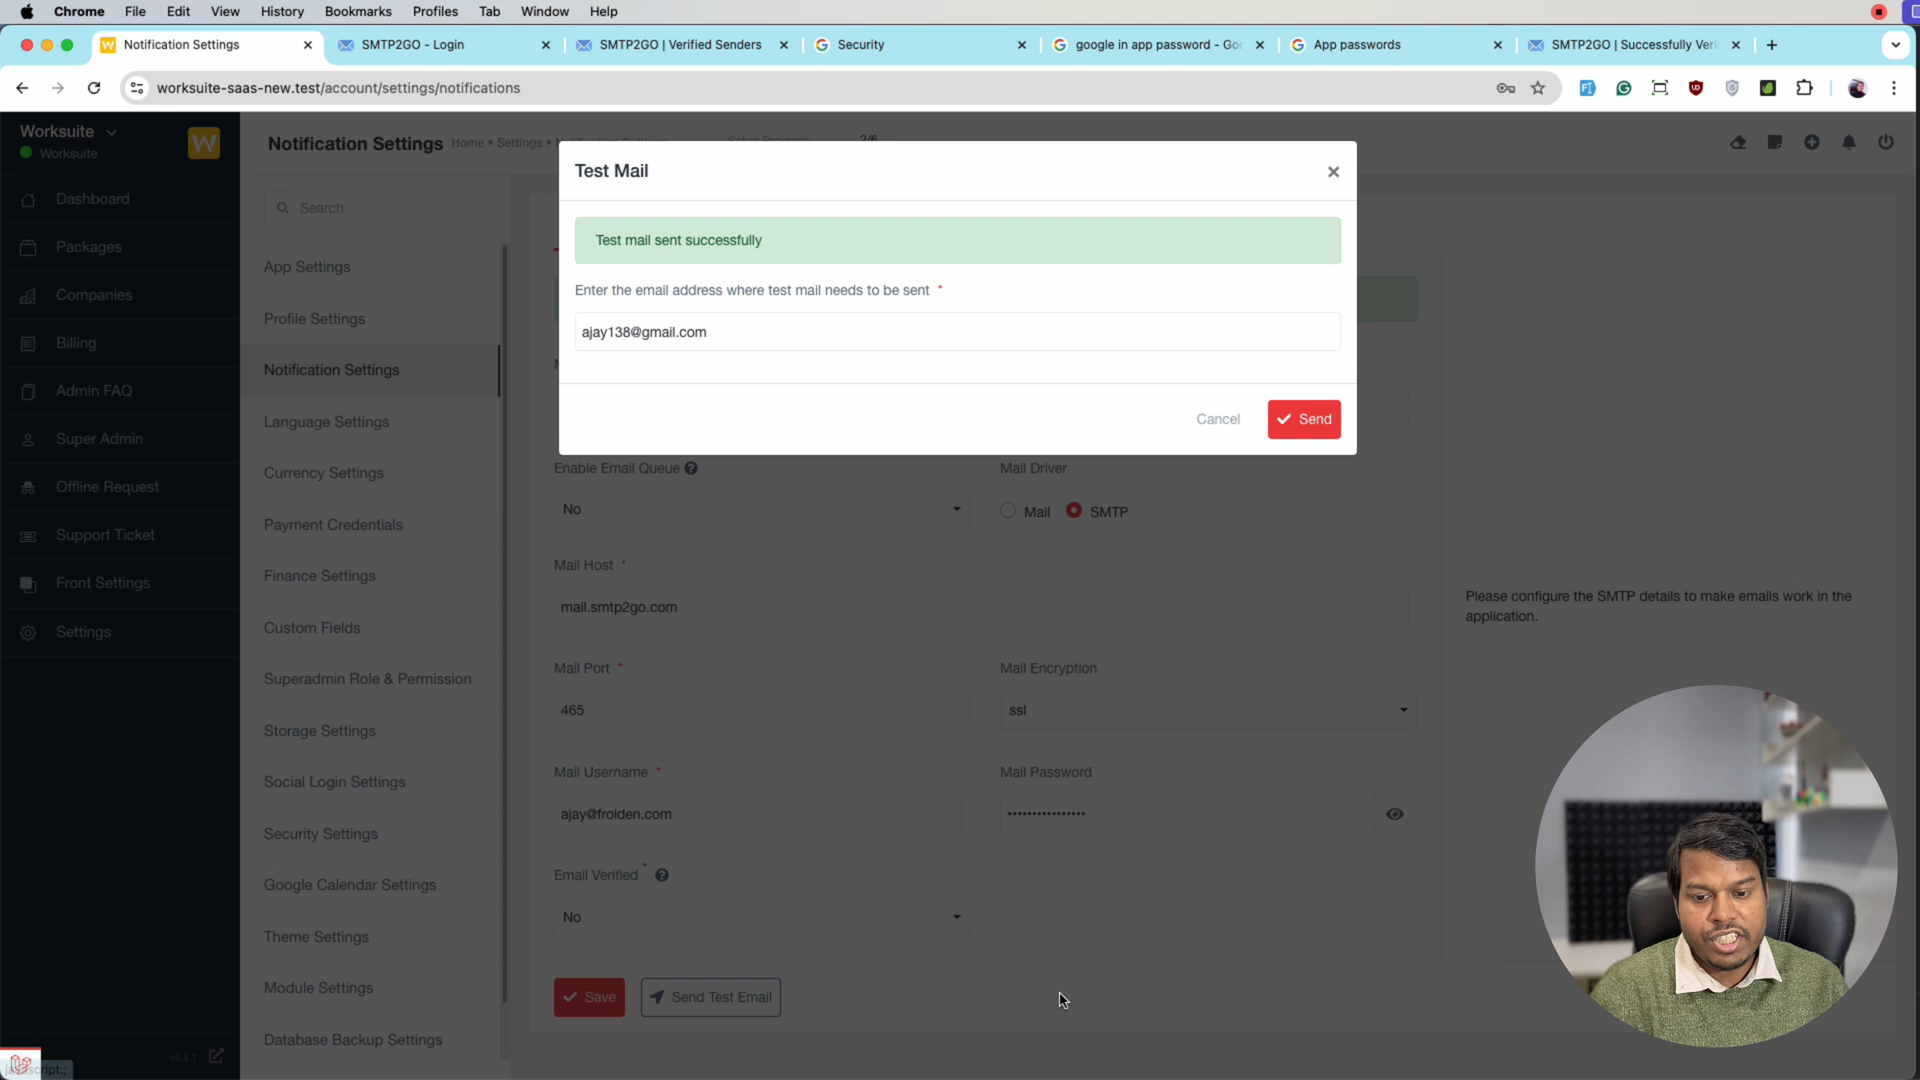 Chrome File Edit View History Bookmarks Profiles Tab Window Help
Notification Settings
SMTP2GO - Login
SMTP2GO | Verified Senders
Security
google in app password - Go
App passwords
SMTP2GO | Successfully Veri
worksuite-saas-new.test/account/settings/notifications
Worksuite
Worksuite
W
Dashboard
Packages
Companies
Billing
Admin FAQ
Super Admin
Offline Request
Support Ticket
Front Settings
Settings
v5.4.7
javascript:;
Notification Settings
Home • Settings •
Setup Progress
2/6
Search
App Settings
Profile Settings
Notification Settings
Language Settings
Currency Settings
Payment Credentials
Finance Settings
Custom Fields
Superadmin Role & Permission
Storage Settings
Social Login Settings
Security Settings
Google Calendar Settings
Theme Settings
Module Settings
Database Backup Settings
Test Mail
Test mail sent successfully
Enter the email address where test mail needs to be sent *
ajay138@gmail.com
Cancel
Send
Enable Email Queue
Mail Driver
No
Mail
SMTP
Mail Host *
mail.smtp2go.com
Please configure the SMTP details to make emails work in the
application.
Mail Port *
Mail Encryption
465
ssl
Mail Username *
Mail Password
ajay@froiden.com
••••••••••••••••
Email Verified *
No
Save
Send Test Email